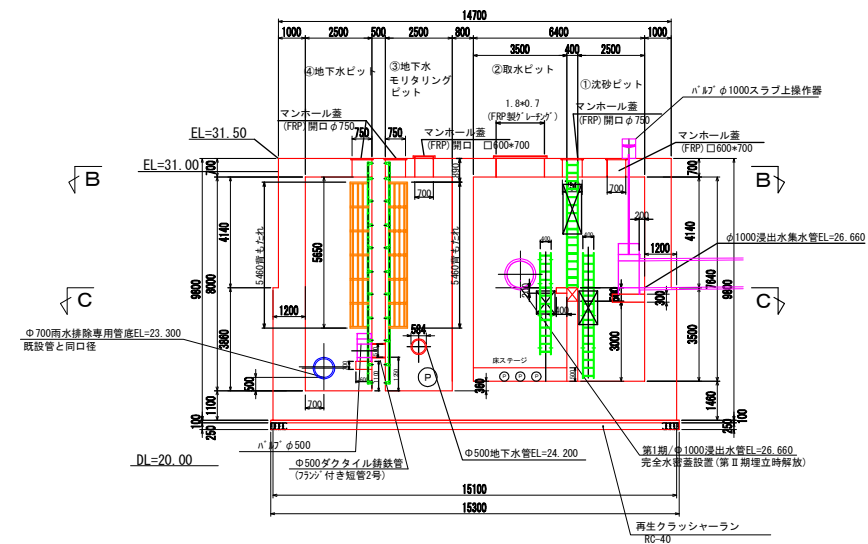 14700
1000
2500
500
2500
800
6400
3500
400
2500
1000
④地下水ピット
③地下水
モリタリング
ピット
②取水ピット
①沈砂ピット
バルブ φ1000スラブ上操作器
マンホール蓋
(FRP)開口φ750
750
750
マンホール蓋
(FRP)開口 □600*700
1.8*0.7
(FRP製グレーチング)
マンホール蓋
(FRP)開口φ750
マンホール蓋
(FRP)□600*700
EL=31.50
EL=31.00
B
B
700
700
700
700
200
4140
8000
9800
3860
5650
5460背もたれ
5460背もたれ
4140
7640
9800
1200
1200
φ1000浸出水集水管EL=26.660
C
C
300
3000
3500
Φ700雨水排除専用管底EL=23.300
既設管と同口径
584
床ステージ
P
P
P
P
500
700
1100
100
250
360
1460
100
250
バルブ φ500
DL=20.00
Φ500ダクタイル鋳鉄管
(フランジ付き短管2号)
Φ500地下水管EL=24.200
第1期/Φ1000浸出水管EL=26.660
完全水密蓋設置(第Ⅱ期埋立時解放)
15100
15300
再生クラッシャーラン
RC-40